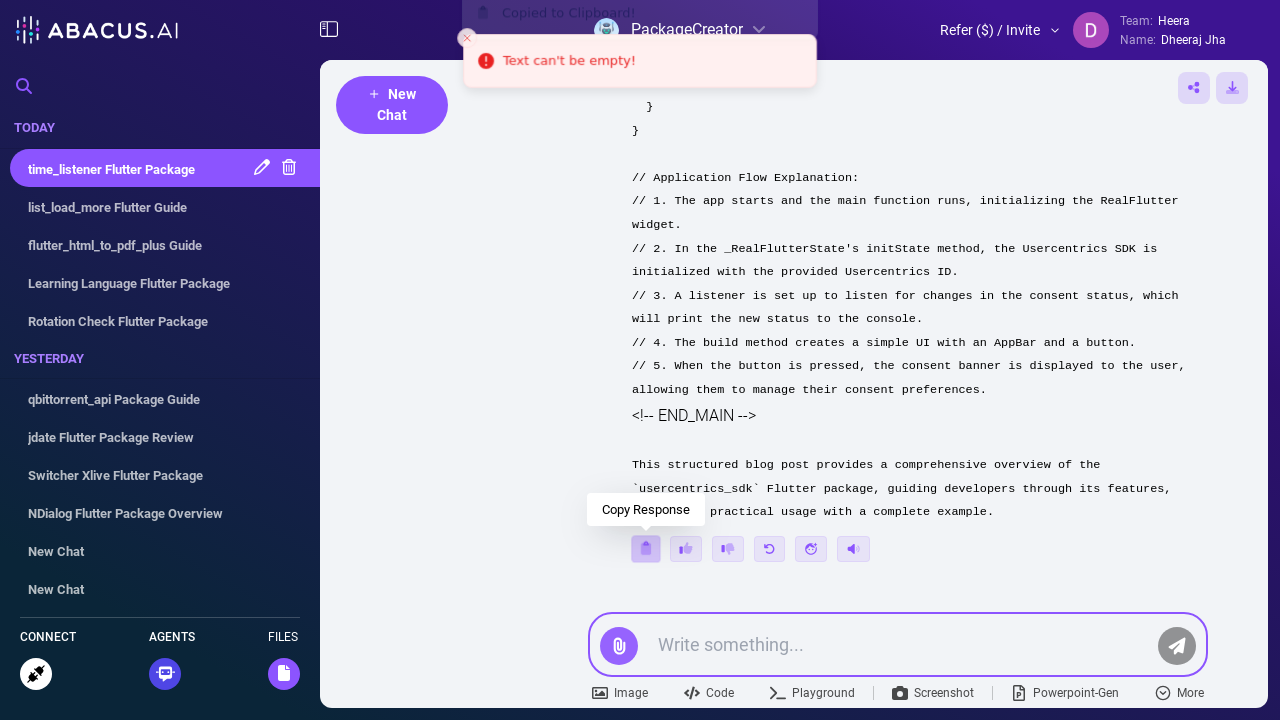 ABACUS.AI
Copied to Clipboard!
PackageCreator
Refer ($) / Invite
D
Team: Heera
Name: Dheeraj Jha
Text can't be empty!
+ New
Chat
TODAY
time_listener Flutter Package
list_load_more Flutter Guide
flutter_html_to_pdf_plus Guide
Learning Language Flutter Package
Rotation Check Flutter Package
YESTERDAY
qbittorrent_api Package Guide
jdate Flutter Package Review
Switcher Xlive Flutter Package
NDialog Flutter Package Overview
New Chat
New Chat
CONNECT
AGENTS
FILES
}
}
// Application Flow Explanation:
// 1. The app starts and the main function runs, initializing the RealFlutter
widget.
// 2. In the _RealFlutterState's initState method, the Usercentrics SDK is
initialized with the provided Usercentrics ID.
// 3. A listener is set up to listen for changes in the consent status, which
will print the new status to the console.
// 4. The build method creates a simple UI with an AppBar and a button.
// 5. When the button is pressed, the consent banner is displayed to the user,
allowing them to manage their consent preferences.
<!-- END_MAIN -->
This structured blog post provides a comprehensive overview of the
`usercentrics_sdk` Flutter package, guiding developers through its features,
practical usage with a complete example.
Copy Response
Write something...
Image
Code
Playground
Screenshot
Powerpoint-Gen
More